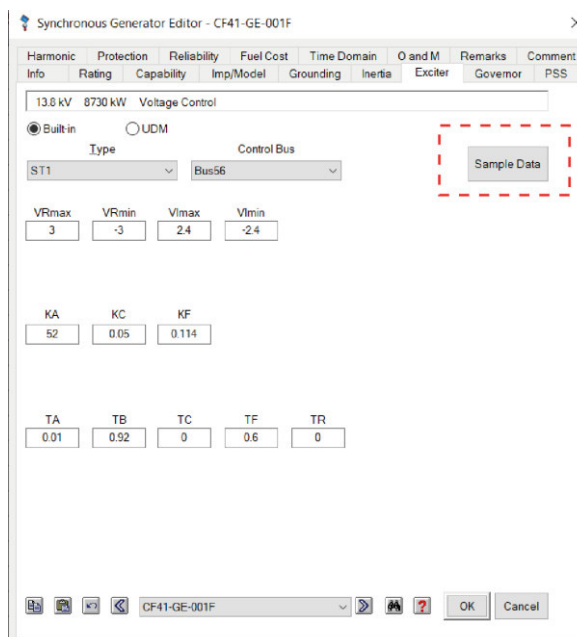 Synchronous Generator Editor - CF41-GE-001F
Harmonic Protection Reliability Fuel Cost Time Domain O and M Remarks Comment
Info Rating Capability Imp/Model Grounding Inertia Exciter Governor PSS
13.8 kV 8730 kW Voltage Control
Built-in UDM
Type Control Bus
ST1 Bus56 Sample Data
VRmax VRmin VImax VImin
3 -3 2.4 -2.4
KA KC KF
52 0.05 0.114
TA TB TC TF TR
0.01 0.92 0 0.6 0
CF41-GE-001F ? OK Cancel